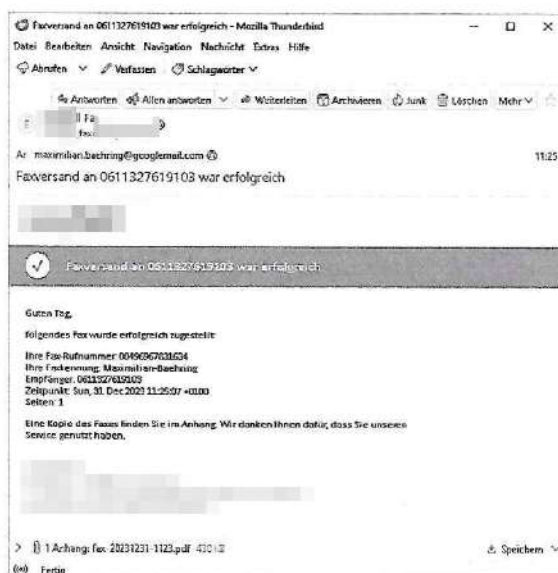 Faxversand an 0611327619103 war erfolgreich - Mozilla Thunderbird
Datei Bearbeiten Ansicht Navigation Nachricht Extras Hilfe
Abrufen Verfassen Schlagwörter
Antworten Allen antworten Weiterleiten Archivieren Junk Löschen Mehr
An maximilian.baehring@googlemail.com 11:25
Faxversand an 0611327619103 war erfolgreich
Faxversand an 0611327619103 war erfolgreich
Guten Tag,
folgendes Fax wurde erfolgreich zugestellt:
Ihre Fax-Rufnummer: 00496967831634
Ihre Faxkennung: Maximilian-Baehring
Empfänger: 0611327619103
Zeitpunkt: Sun, 31 Dec 2023 11:25:07 +0100
Seiten: 1
Eine Kopie des Faxes finden Sie im Anhang. Wir danken Ihnen dafür, dass Sie unseren
Service genutzt haben.
1 Anhang: fax-20231231-1123.pdf Speichern
Fertig